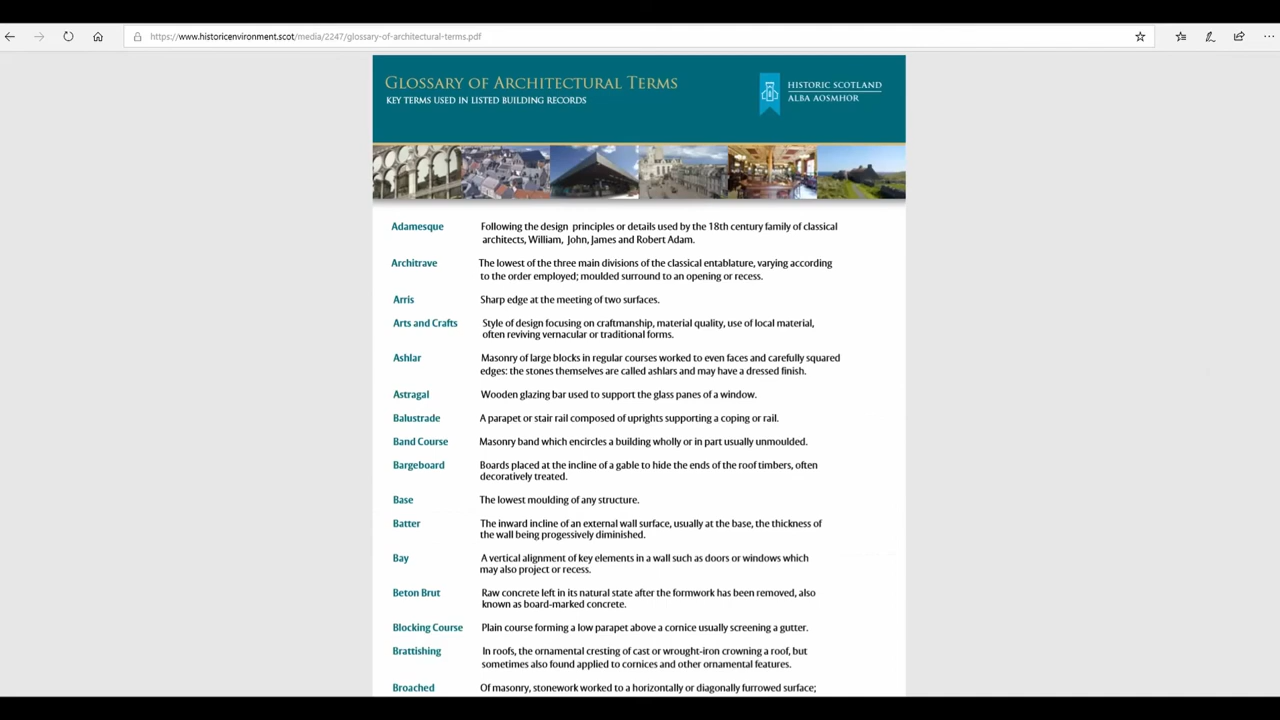 https://www.historicenvironment.scot/media/2247/glossary-of-architectural-terms.pdf
Glossary of Architectural Terms
KEY TERMS USED IN LISTED BUILDING RECORDS
HISTORIC SCOTLAND
ALBA AOSMHOR
Adamesque Following the design principles or details used by the 18th century family of classical
architects, William, John, James and Robert Adam.
Architrave The lowest of the three main divisions of the classical entablature, varying according
to the order employed; moulded surround to an opening or recess.
Arris Sharp edge at the meeting of two surfaces.
Arts and Crafts Style of design focusing on craftmanship, material quality, use of local material,
often reviving vernacular or traditional forms.
Ashlar Masonry of large blocks in regular courses worked to even faces and carefully squared
edges: the stones themselves are called ashlars and may have a dressed finish.
Astragal Wooden glazing bar used to support the glass panes of a window.
Balustrade A parapet or stair rail composed of uprights supporting a coping or rail.
Band Course Masonry band which encircles a building wholly or in part usually unmoulded.
Bargeboard Boards placed at the incline of a gable to hide the ends of the roof timbers, often
decoratively treated.
Base The lowest moulding of any structure.
Batter The inward incline of an external wall surface, usually at the base, the thickness of
the wall being progessively diminished.
Bay A vertical alignment of key elements in a wall such as doors or windows which
may also project or recess.
Beton Brut Raw concrete left in its natural state after the formwork has been removed, also
known as board-marked concrete.
Blocking Course Plain course forming a low parapet above a cornice usually screening a gutter.
Brattishing In roofs, the ornamental cresting of cast or wrought-iron crowning a roof, but
sometimes also found applied to cornices and other ornamental features.
Broached Of masonry, stonework worked to a horizontally or diagonally furrowed surface;